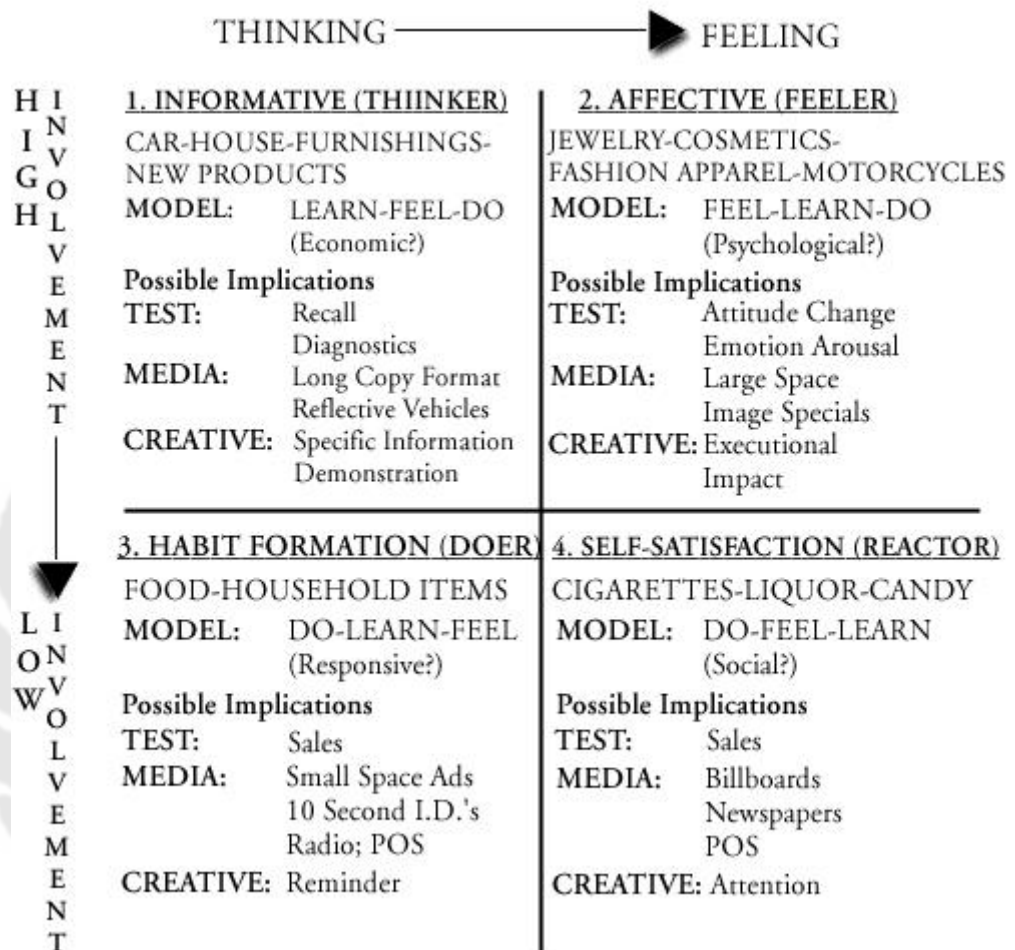 THINKING FEELING
HIGH INVOLVEMENT
1. INFORMATIVE (THIINKER)
CAR-HOUSE-FURNISHINGS-
NEW PRODUCTS
MODEL: LEARN-FEEL-DO
(Economic?)
Possible Implications
TEST: Recall
Diagnostics
MEDIA: Long Copy Format
Reflective Vehicles
CREATIVE: Specific Information
Demonstration
2. AFFECTIVE (FEELER)
JEWELRY-COSMETICS-
FASHION APPAREL-MOTORCYCLES
MODEL: FEEL-LEARN-DO
(Psychological?)
Possible Implications
TEST: Attitude Change
Emotion Arousal
MEDIA: Large Space
Image Specials
CREATIVE: Executional
Impact
LOW INVOLVEMENT
3. HABIT FORMATION (DOER)
FOOD-HOUSEHOLD ITEMS
MODEL: DO-LEARN-FEEL
(Responsive?)
Possible Implications
TEST: Sales
MEDIA: Small Space Ads
10 Second I.D.'s
Radio; POS
CREATIVE: Reminder
4. SELF-SATISFACTION (REACTOR)
CIGARETTES-LIQUOR-CANDY
MODEL: DO-FEEL-LEARN
(Social?)
Possible Implications
TEST: Sales
MEDIA: Billboards
Newspapers
POS
CREATIVE: Attention